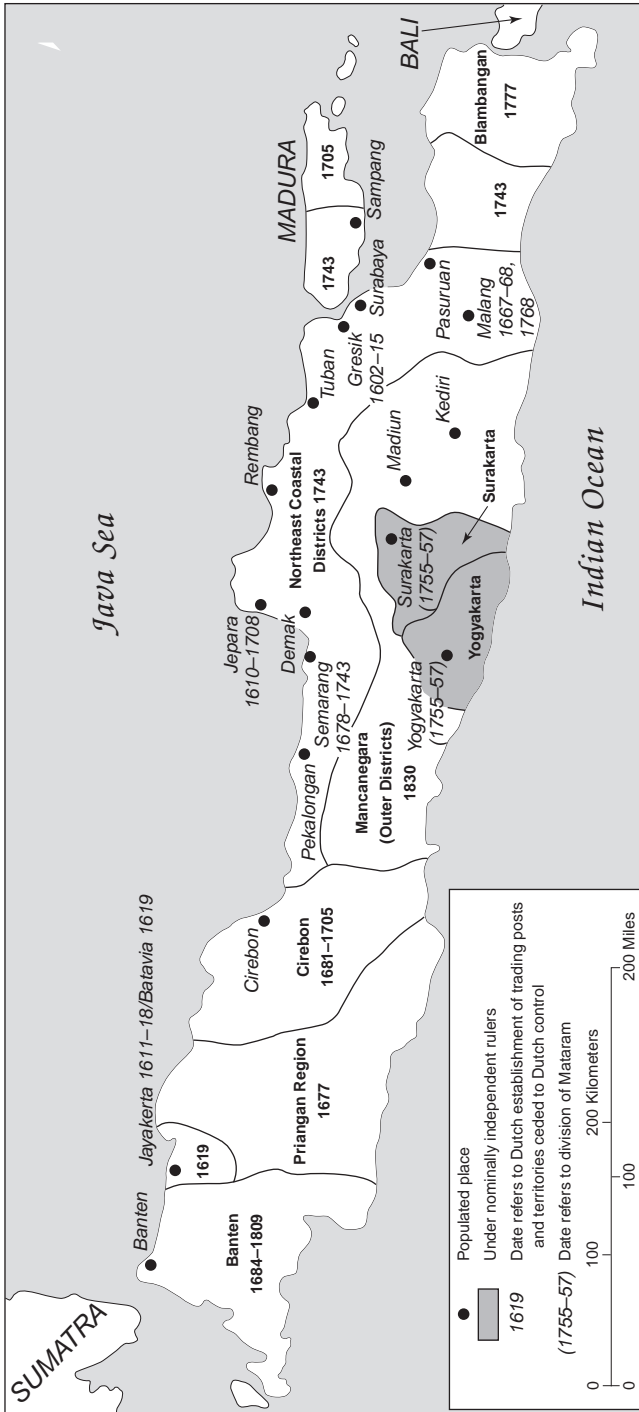 SUMATRA
Java Sea
Banten
Jayakerta 1611–18/Batavia 1619
1619
Banten
1684–1809
Priangan Region
1677
Cirebon
Cirebon
1681–1705
Pekalongan
Semarang
1678–1743
Demak
Jepara
1610–1708
Rembang
Northeast Coastal
Districts 1743
Tuban
Gresik
1602–15
Surabaya
MADURA
1743
1705
Sampang
Mancanegara
(Outer Districts)
1830
Yogyakarta
(1755–57)
Yogyakarta
Surakarta
(1755–57)
Surakarta
Madiun
Kediri
Pasuruan
Malang
1667–68,
1768
1743
Blambangan
1777
BALI
Indian Ocean
Populated place
Under nominally independent rulers
1619 Date refers to Dutch establishment of trading posts
and territories ceded to Dutch control
(1755–57) Date refers to division of Mataram
0 100 200 Kilometers
0 100 200 Miles